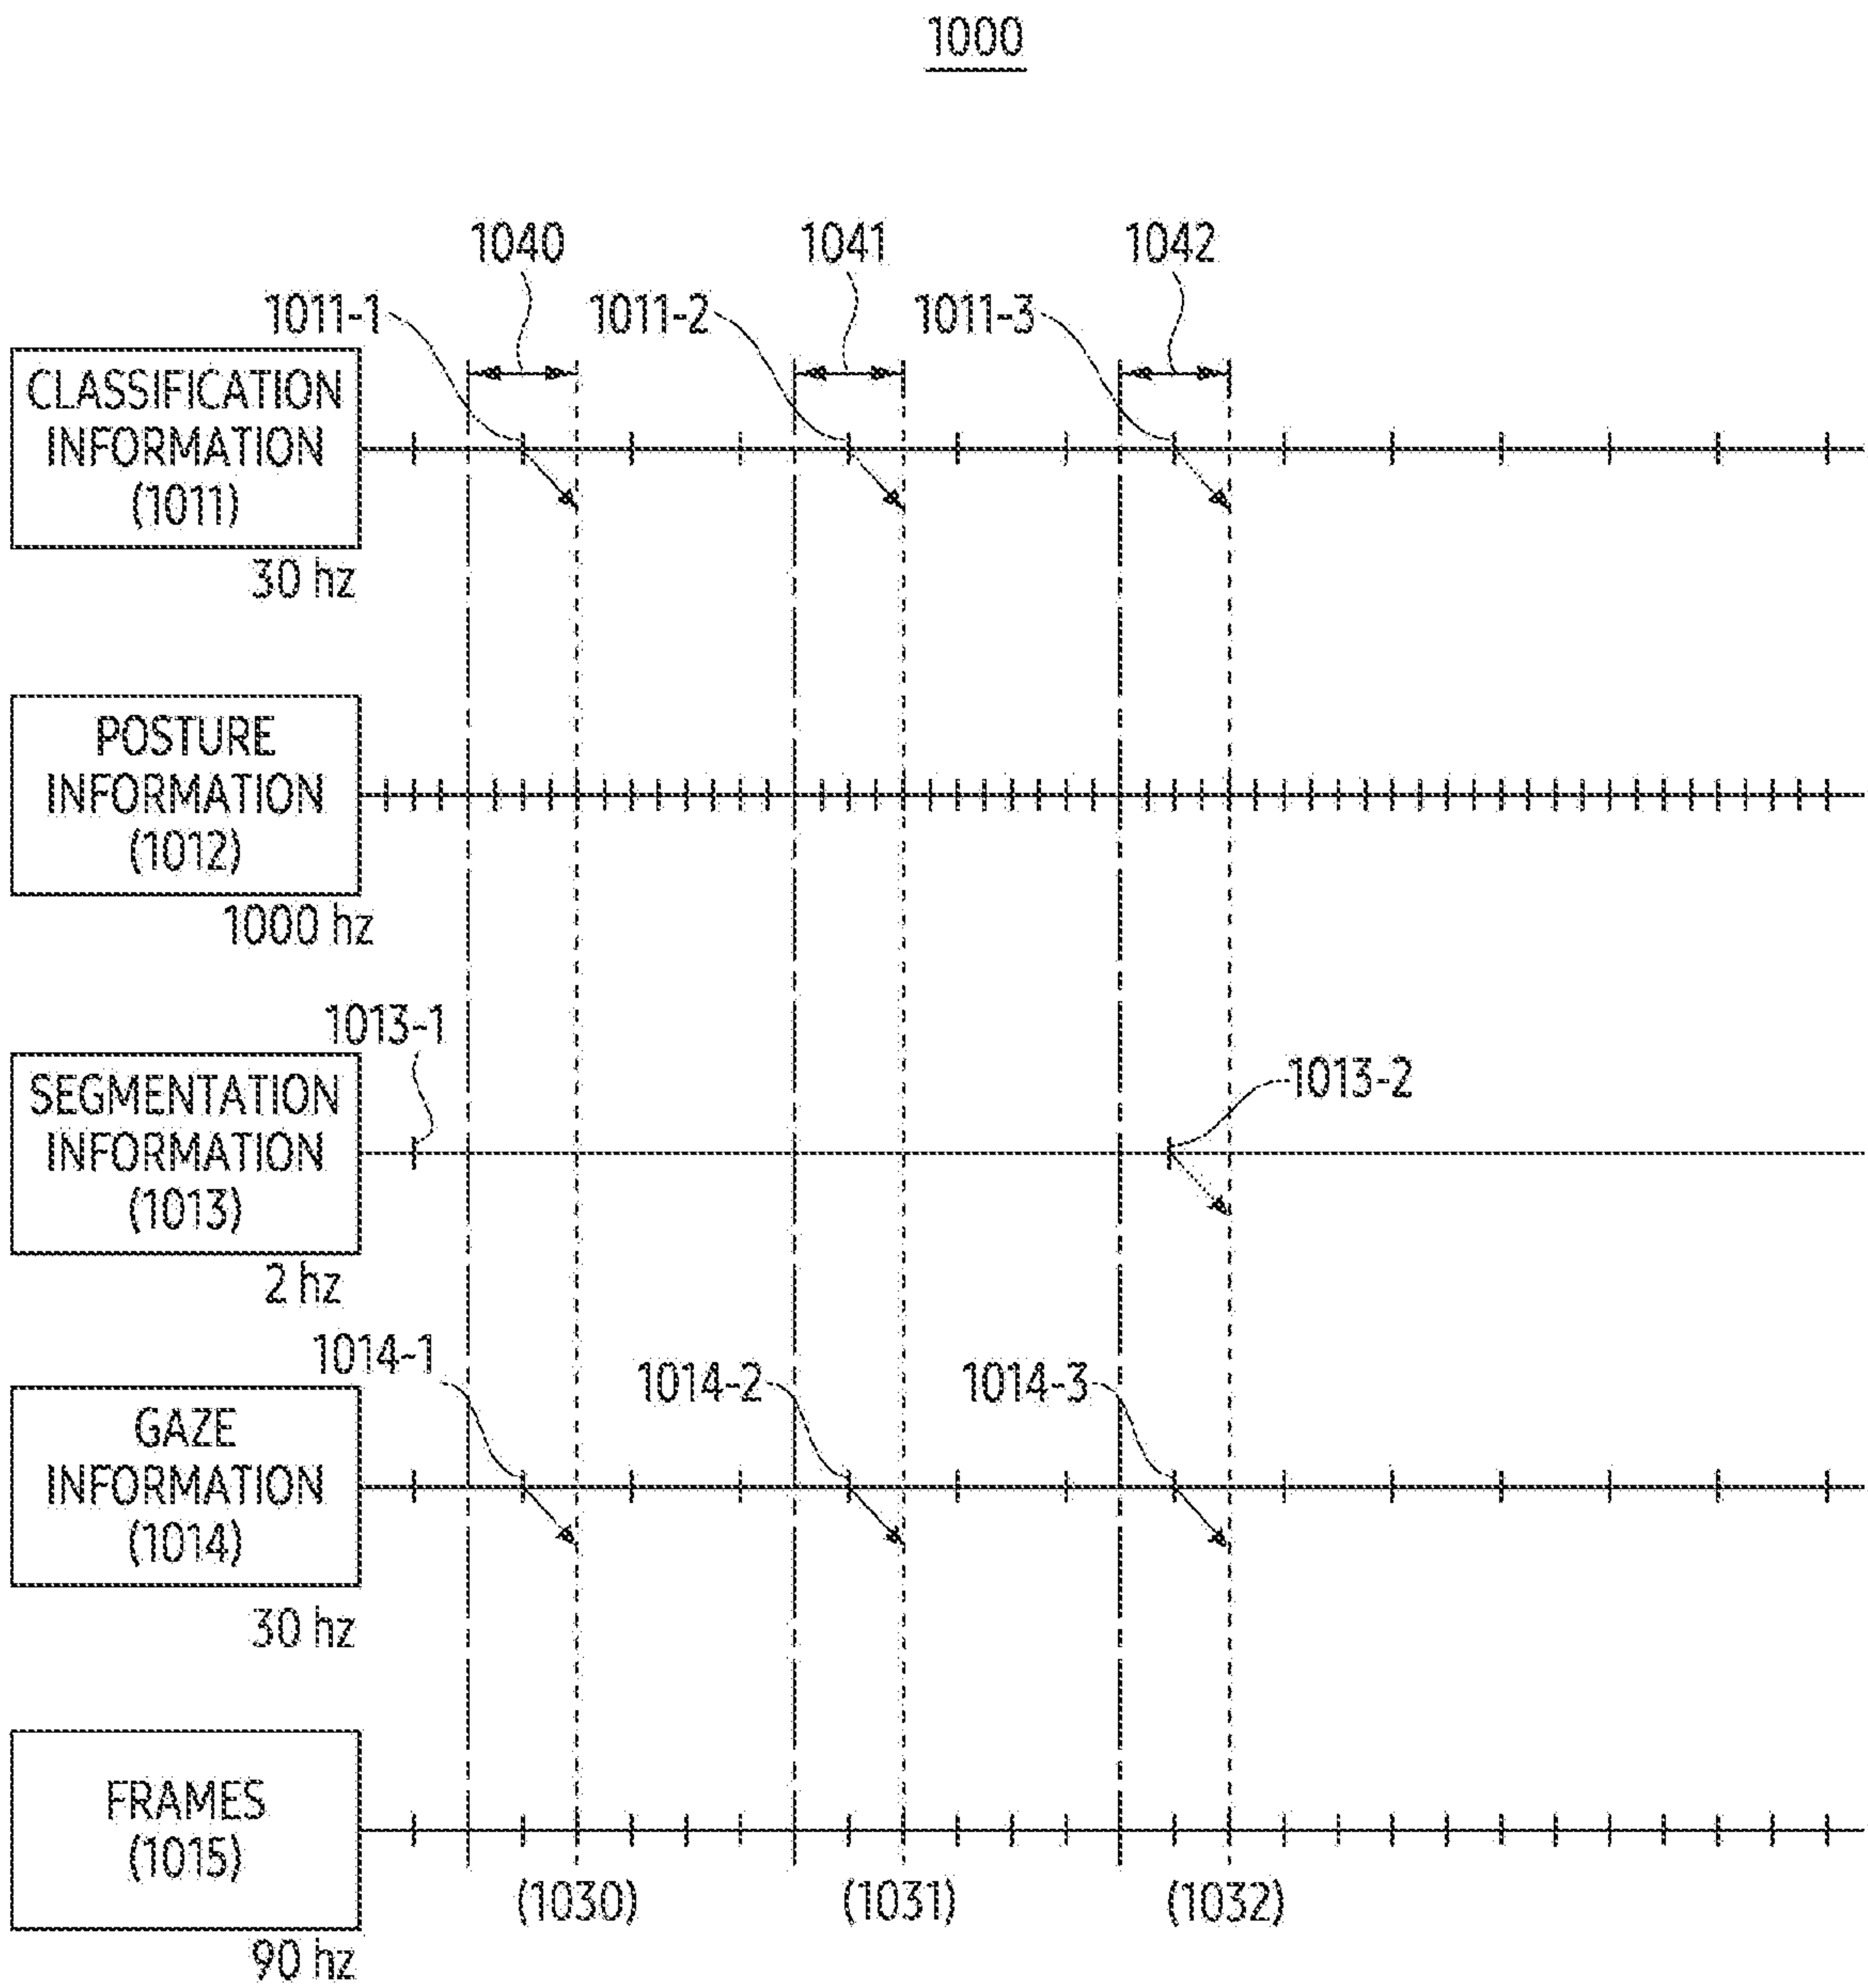 1000
1040
1041
1042
1011-1
1011-2
1011-3
CLASSIFICATION
INFORMATION
(1011)
30 hz
POSTURE
INFORMATION
(1012)
1000 hz
1013-1
1013-2
SEGMENTATION
INFORMATION
(1013)
2 hz
1014-1
1014-2
1014-3
GAZE
INFORMATION
(1014)
30 hz
FRAMES
(1015)
(1030)
(1031)
(1032)
90 hz